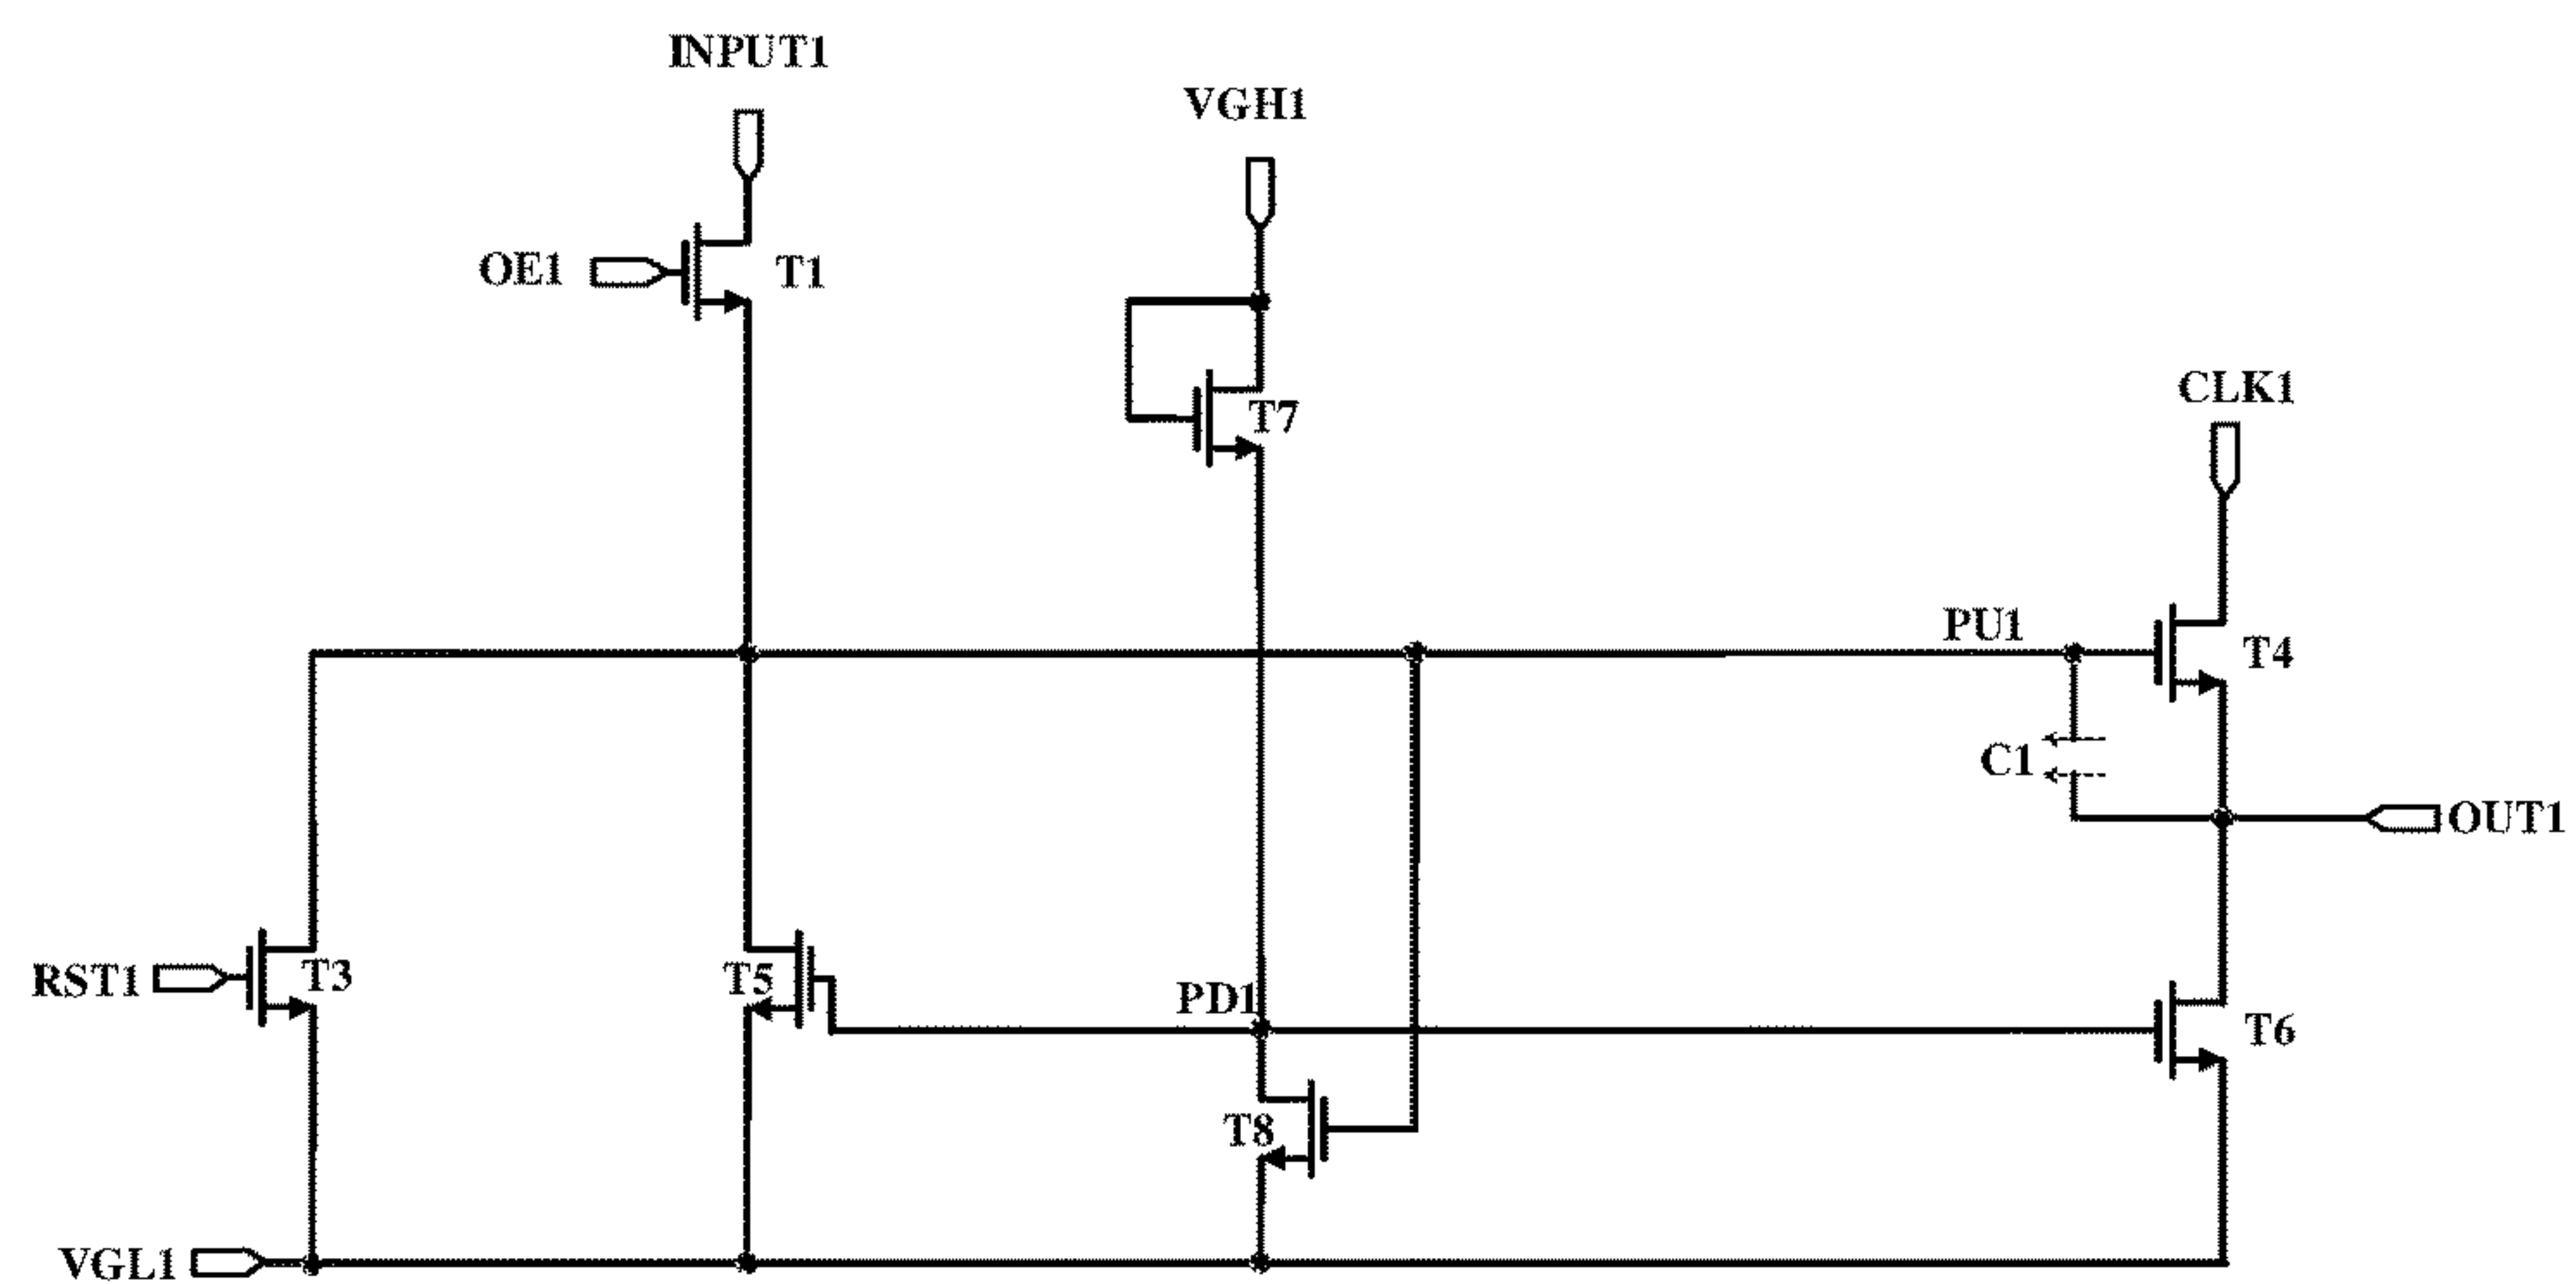 INPUT1
VGH1
OE1
T1
T7
CLK1
PU1
T4
C1
OUT1
RST1
T3
T5
PD1
T6
T8
VGL1